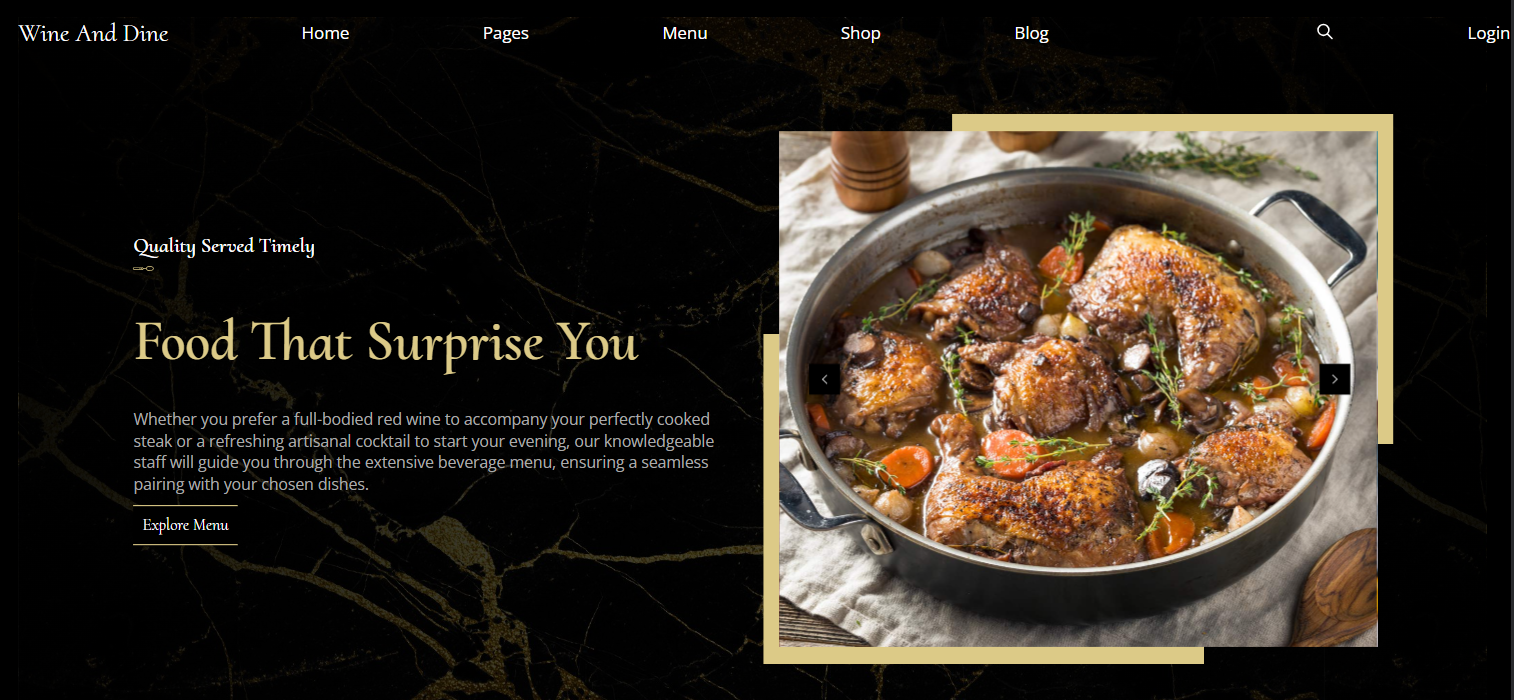 Wine And Dine Home Pages Menu Shop Blog Login
Quality Served Timely
Food That Surprise You
Whether you prefer a full-bodied red wine to accompany your perfectly cooked
steak or a refreshing artisanal cocktail to start your evening, our knowledgeable
staff will guide you through the extensive beverage menu, ensuring a seamless
pairing with your chosen dishes.
Explore Menu